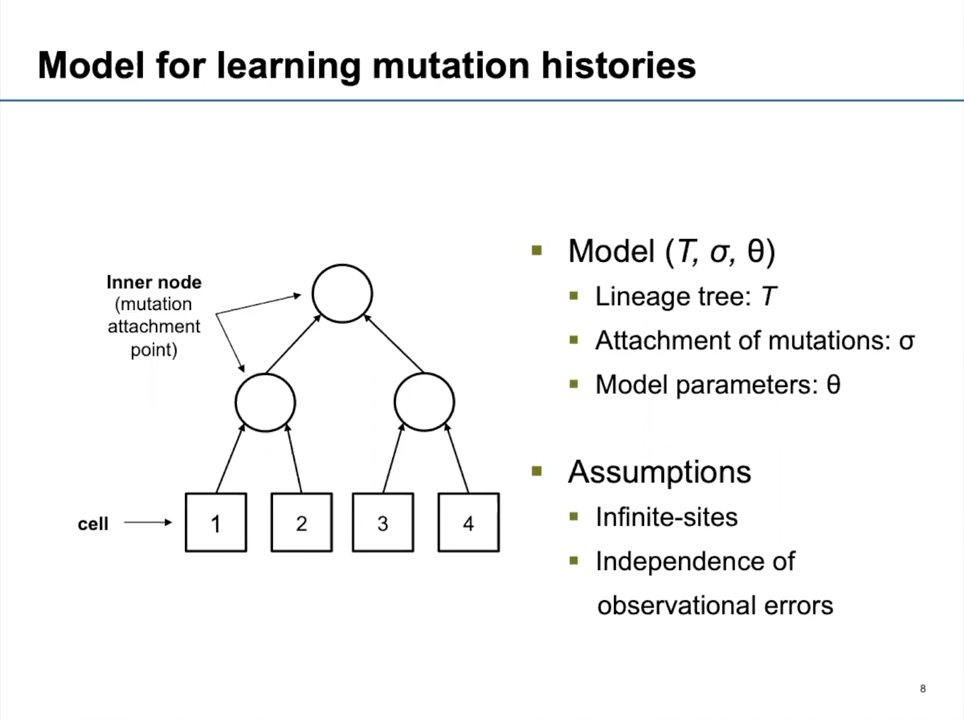 Model for learning mutation histories
Inner node
(mutation
attachment
point)
cell
1
2
3
4
Model (T, σ, θ)
Lineage tree: T
Attachment of mutations: σ
Model parameters: θ
Assumptions
Infinite-sites
Independence of
observational errors
8